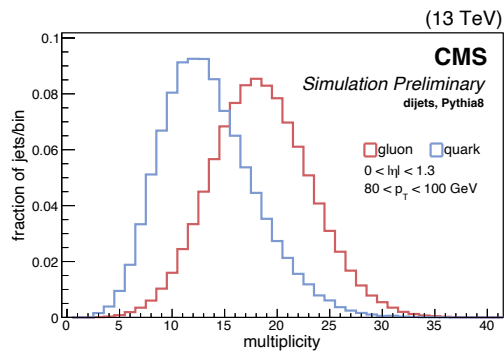 (13 TeV)
0.1
CMS
Simulation Preliminary
0.08
dijets, Pythia8
gluon quark
0.06
0 < |η| < 1.3
80 < p_T < 100 GeV
0.04
0.02
0
fraction of jets/bin
0 5 10 15 20 25 30 35 40
multiplicity